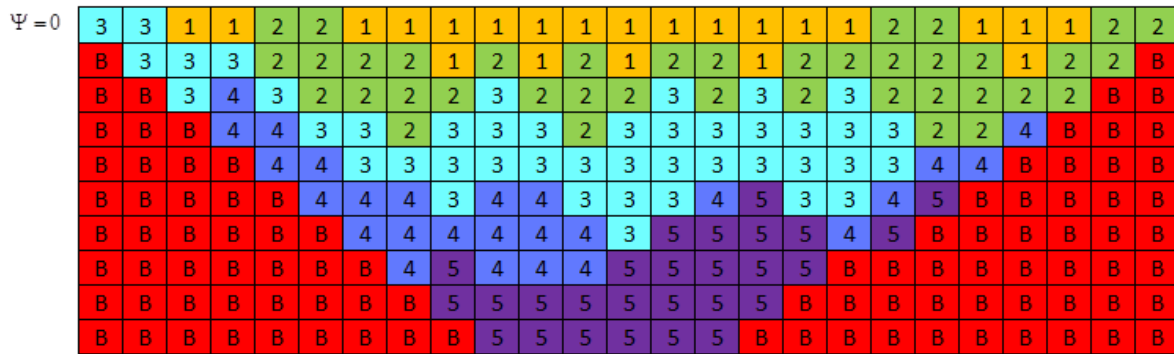 Ψ = 0 3 3 1 1 2 2 1 1 1 1 1 1 1 1 1 1 1 1 2 2 1 1 1 2 2
B 3 3 3 2 2 2 2 1 2 1 2 1 2 2 1 2 2 2 2 2 1 2 2 B
B B 3 4 3 2 2 2 2 3 2 2 2 3 2 3 2 3 2 2 2 2 2 B B
B B B 4 4 3 3 2 3 3 3 2 3 3 3 3 3 3 3 2 2 4 B B B
B B B B 4 4 3 3 3 3 3 3 3 3 3 3 3 3 3 4 4 B B B B
B B B B B 4 4 4 3 4 4 3 3 3 4 5 3 3 4 5 B B B B B
B B B B B B 4 4 4 4 4 4 3 5 5 5 5 4 5 B B B B B B
B B B B B B B 4 5 4 4 4 5 5 5 5 5 B B B B B B B B
B B B B B B B B 5 5 5 5 5 5 5 5 B B B B B B B B B
B B B B B B B B B 5 5 5 5 5 5 B B B B B B B B B B